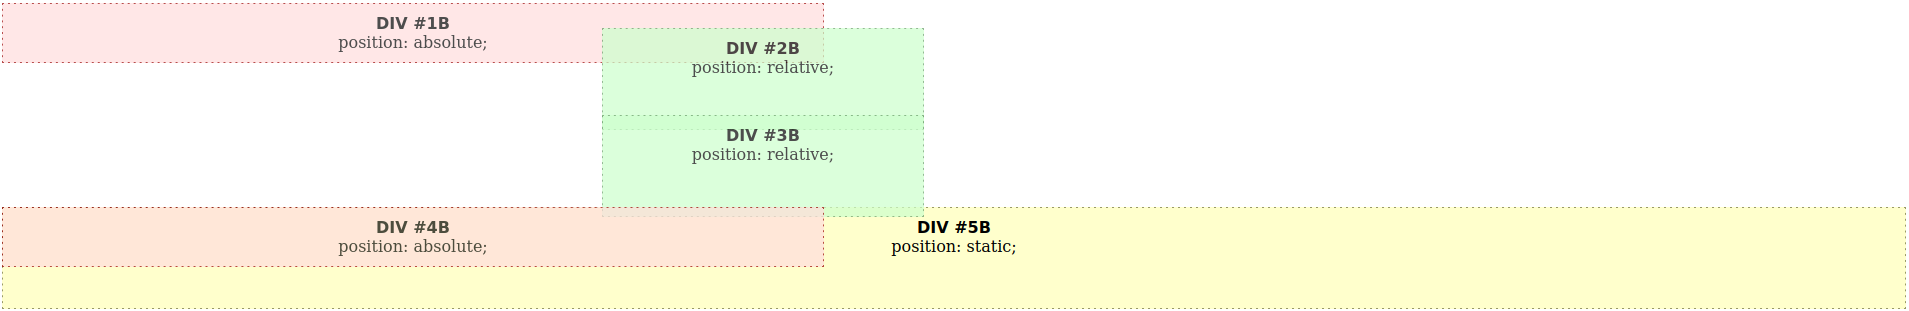 DIV #1B
position: absolute;
DIV #2B
position: relative;
DIV #3B
position: relative;
DIV #4B
position: absolute;
DIV #5B
position: static;